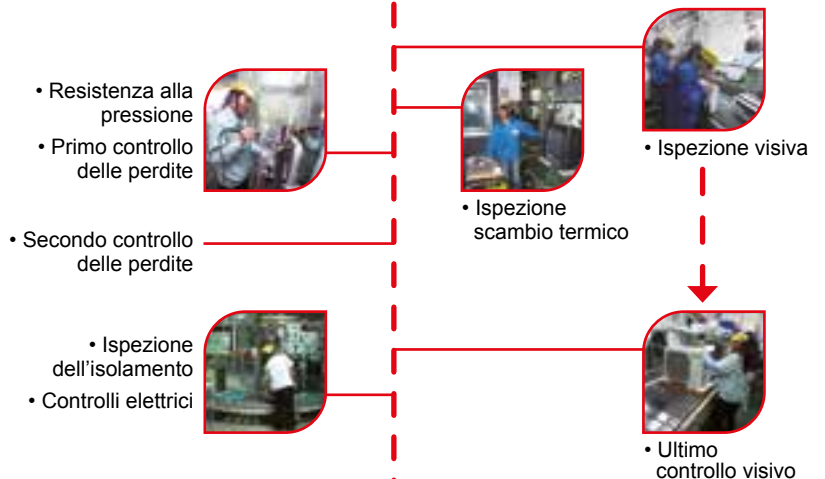 • Resistenza alla
pressione
• Primo controllo
delle perdite
• Secondo controllo
delle perdite
• Ispezione
dell'isolamento
• Controlli elettrici
• Ispezione
scambio termico
• Ispezione visiva
• Ultimo
controllo visivo